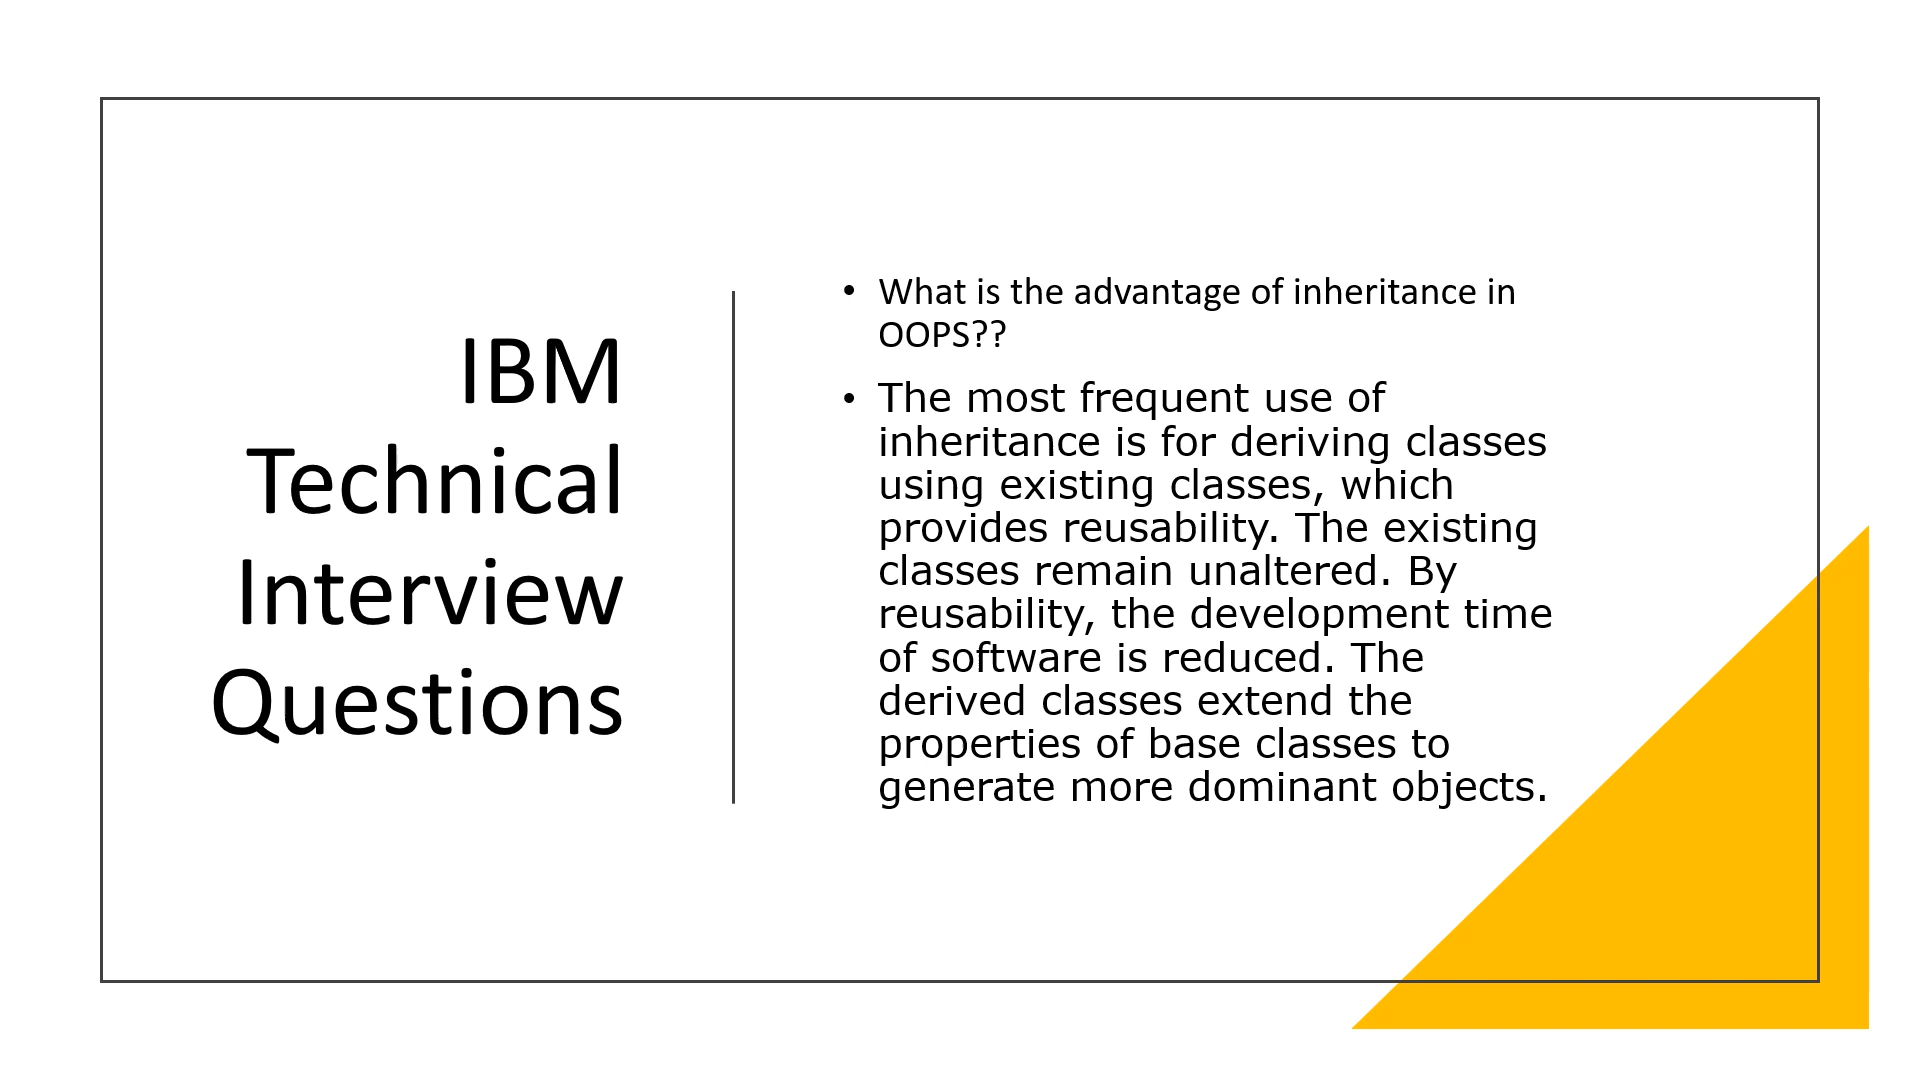 IBM
Technical
Interview
Questions
• What is the advantage of inheritance in
OOPS??
• The most frequent use of
inheritance is for deriving classes
using existing classes, which
provides reusability. The existing
classes remain unaltered. By
reusability, the development time
of software is reduced. The
derived classes extend the
properties of base classes to
generate more dominant objects.